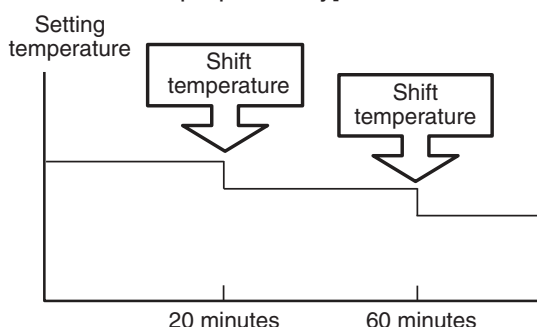 Setting
temperature
Shift
temperature
Shift
temperature
20 minutes
60 minutes